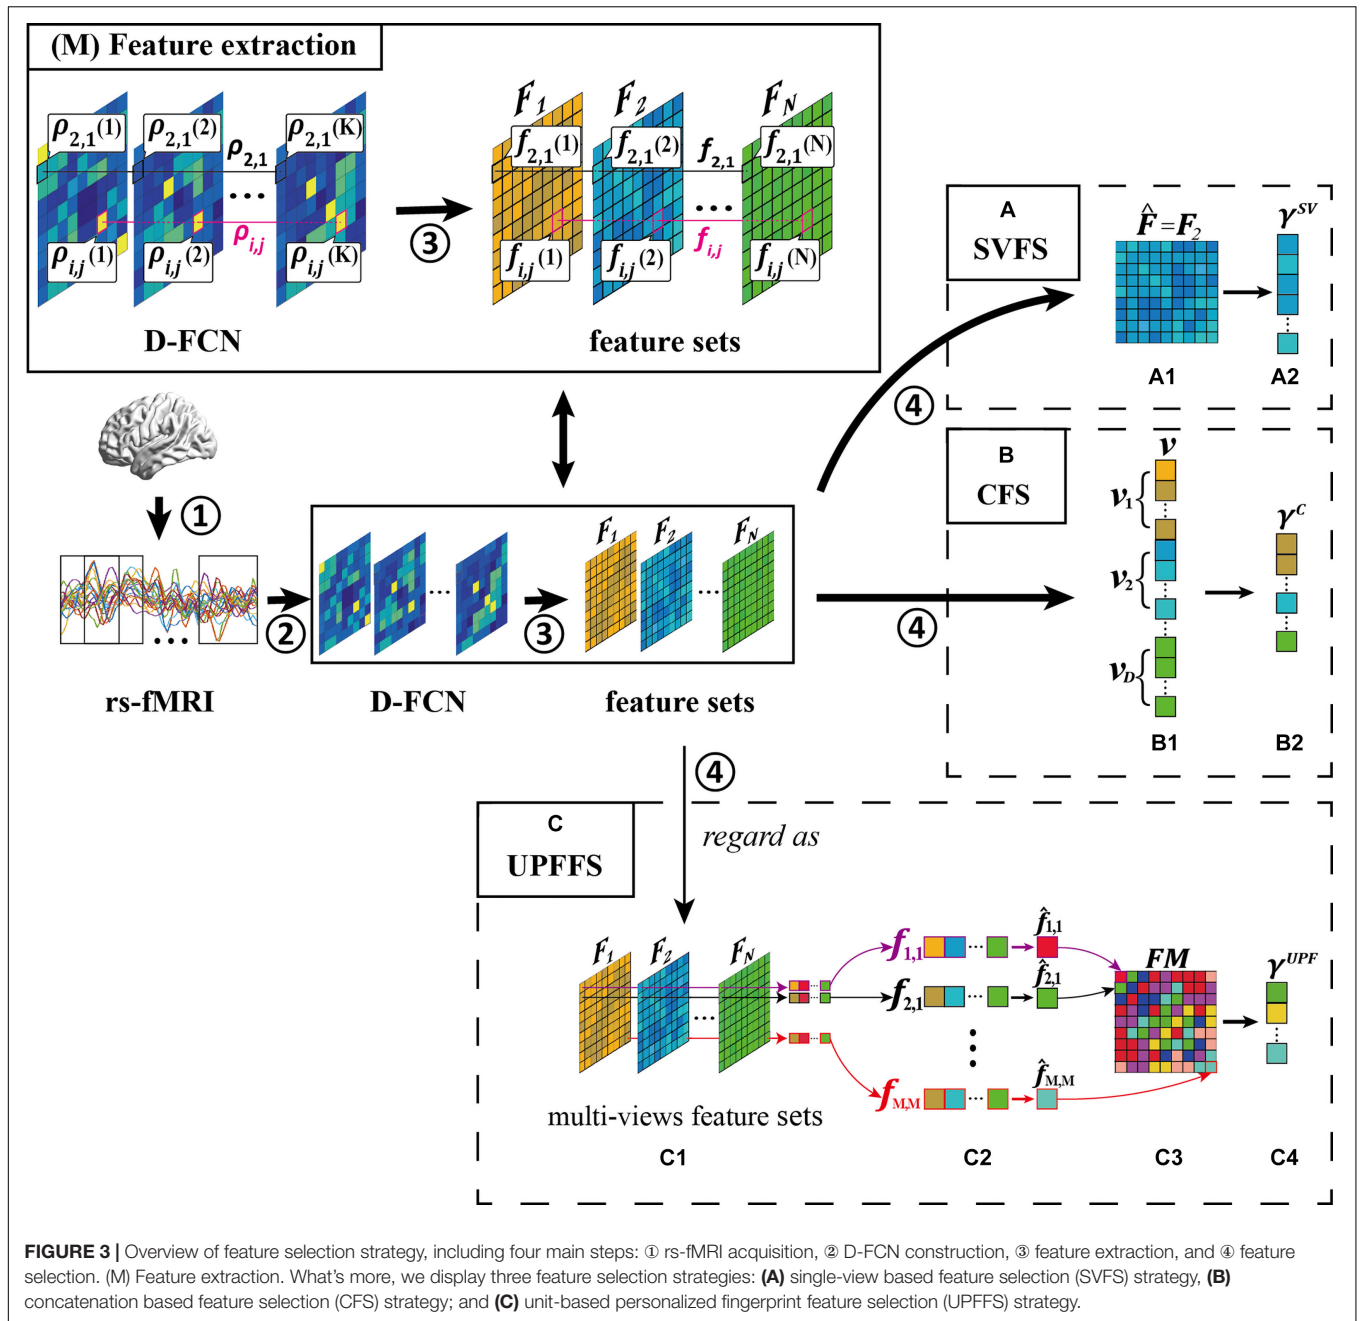 (M) Feature extraction
F1 F2 FN
ρ2,1(1) ρ2,1(2) ρ2,1(K)
ρ2,1
...
ρi,j
ρi,j(1) ρi,j(2) ρi,j(K)
③
f2,1(1) f2,1(2) f2,1(N)
f2,1
...
fi,j
fi,j(1) fi,j(2) fi,j(N)
D-FCN
feature sets
①
...
②
rs-fMRI
F1 F2 FN
...
③
...
D-FCN
feature sets
④
④
④
A
SVFS
F̂ = F2
γSV
A1
A2
B
CFS
v
v1
v2
vD
γC
B1
B2
C
UPFFS
regard as
F1 F2 FN
...
multi-views feature sets
f1,1 ... f̂1,1
f2,1 ... f̂2,1
fM,M ... f̂M,M
FM
γUPF
C1
C2
C3
C4
FIGURE 3 | Overview of feature selection strategy, including four main steps: ① rs-fMRI acquisition, ② D-FCN construction, ③ feature extraction, and ④ feature
selection. (M) Feature extraction. What's more, we display three feature selection strategies: (A) single-view based feature selection (SVFS) strategy, (B)
concatenation based feature selection (CFS) strategy; and (C) unit-based personalized fingerprint feature selection (UPFFS) strategy.